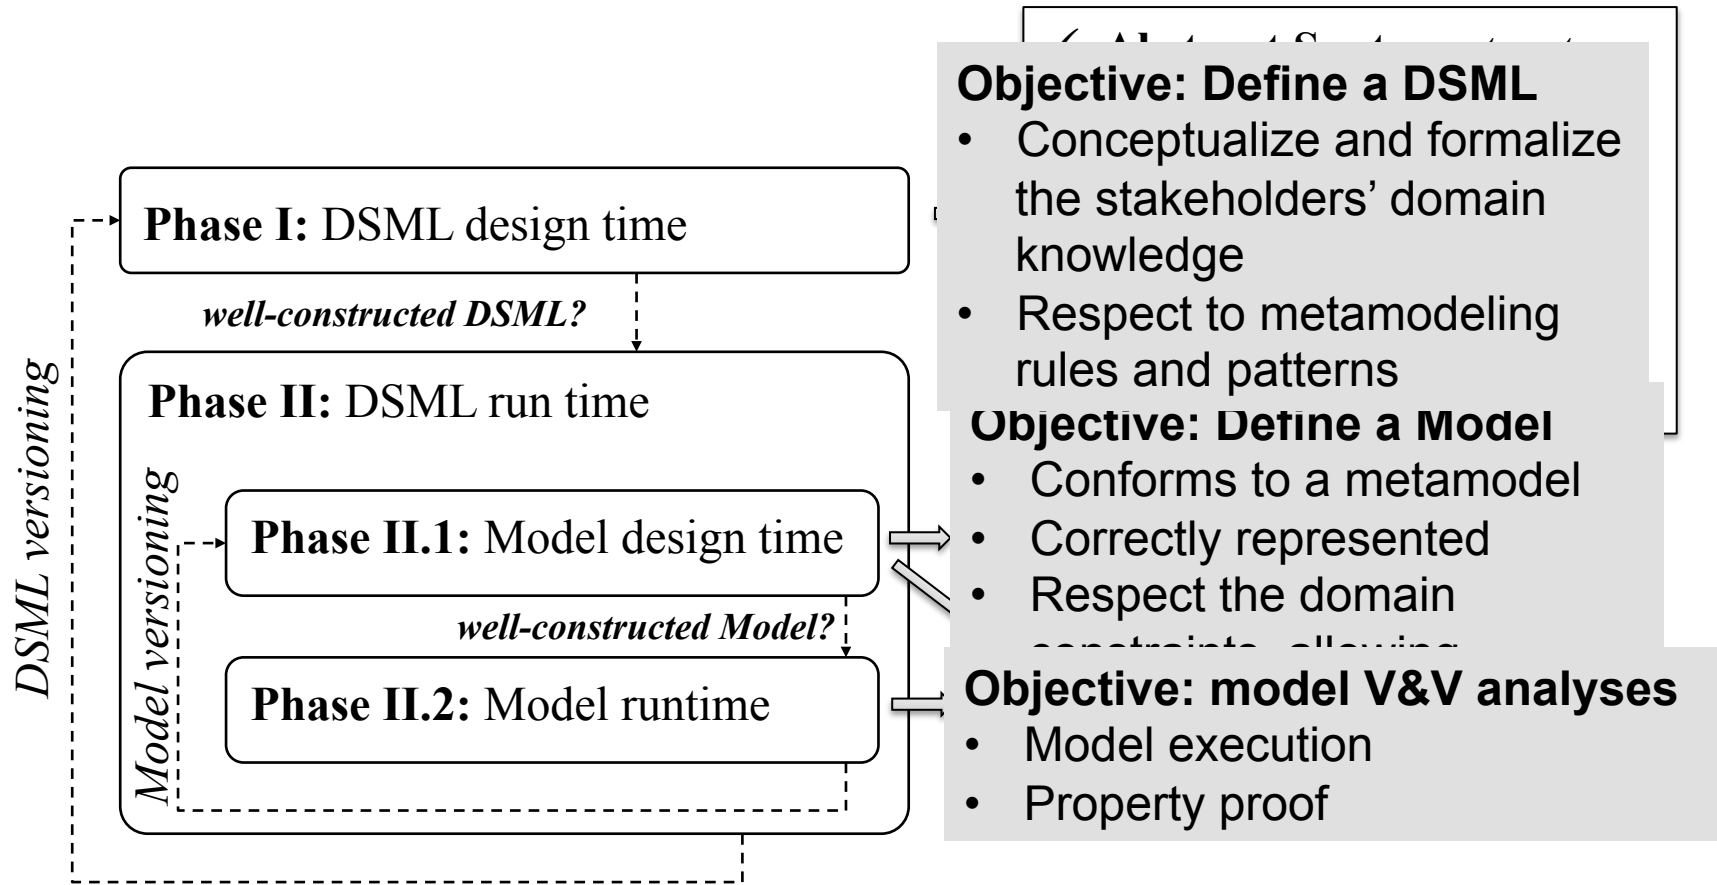 Objective: Define a DSML
• Conceptualize and formalize
the stakeholders’ domain
knowledge
• Respect to metamodeling
rules and patterns
Phase I: DSML design time
well-constructed DSML?
DSML versioning
Phase II: DSML run time
Model versioning
Phase II.1: Model design time
well-constructed Model?
Phase II.2: Model runtime
Objective: Define a Model
• Conforms to a metamodel
• Correctly represented
• Respect the domain
constraints, allowing
Objective: model V&V analyses
• Model execution
• Property proof